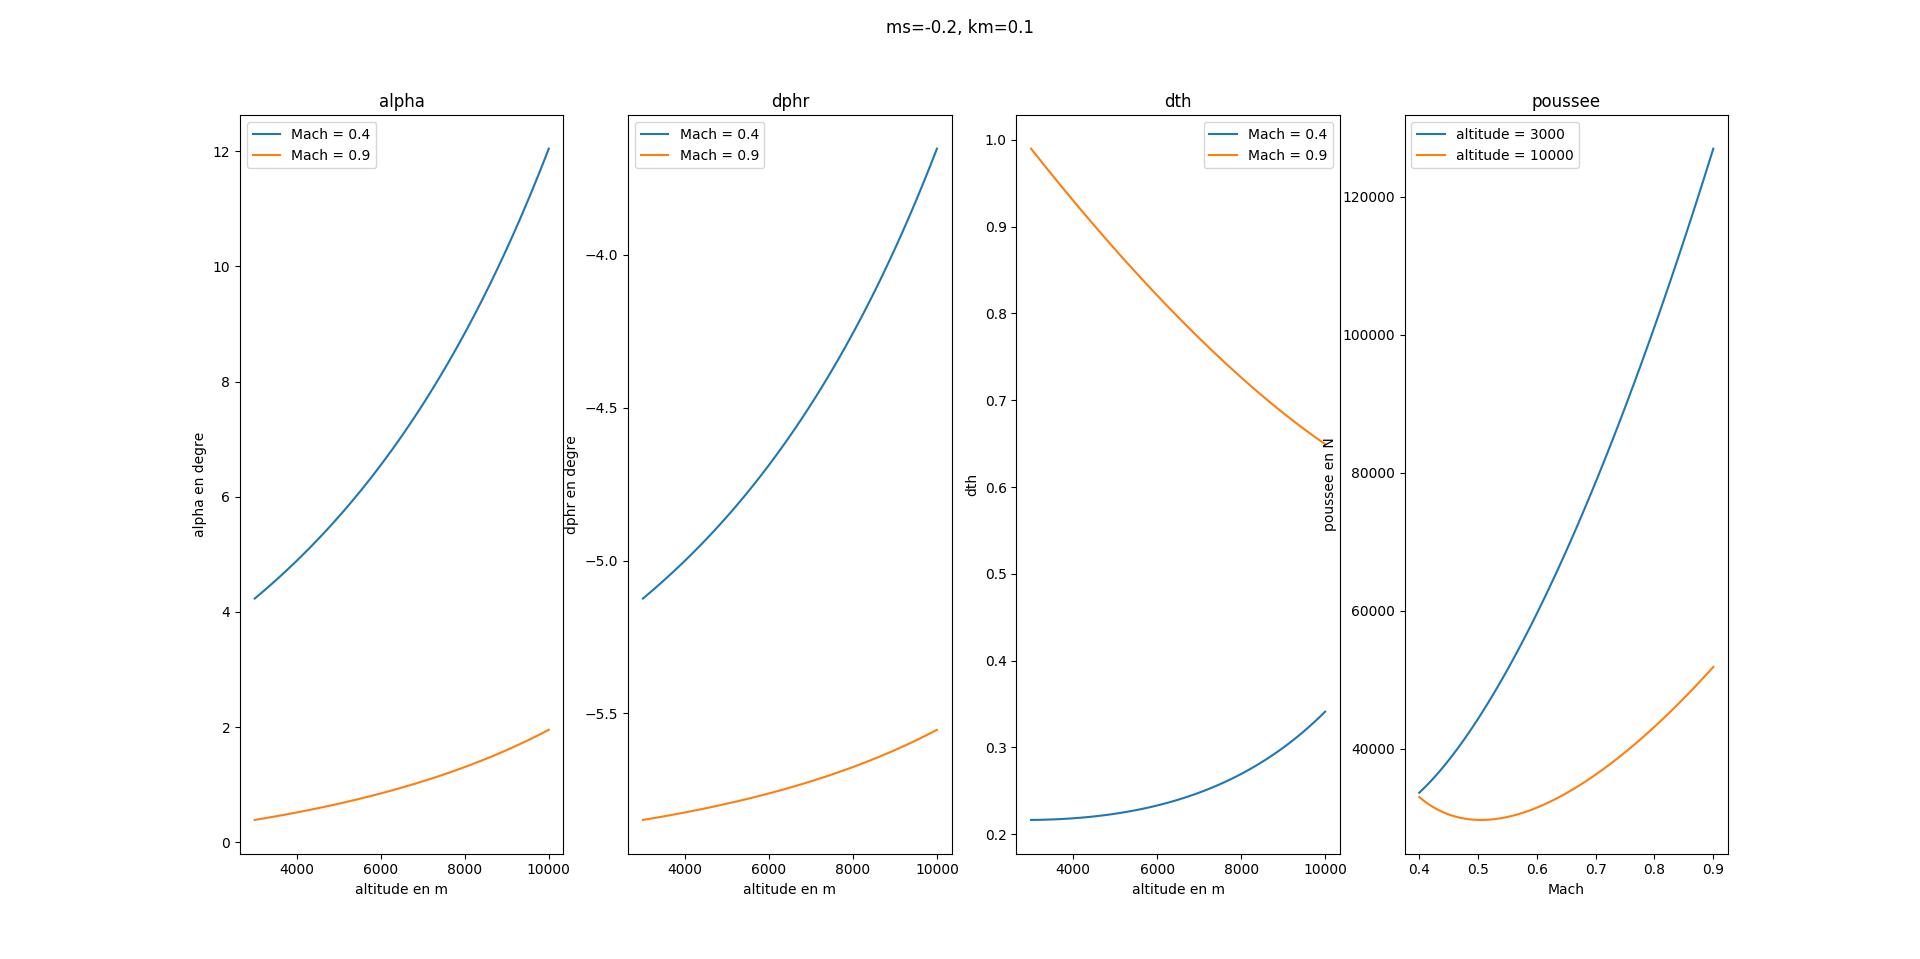 ms=-0.2, km=0.1
alpha
Mach = 0.4
Mach = 0.9
12
10
8
6
4
2
0
alpha en degre
4000 6000 8000 10000
altitude en m
dphr
Mach = 0.4
Mach = 0.9
−4.0
−4.5
−5.0
−5.5
dphr en degre
4000 6000 8000 10000
altitude en m
dth
Mach = 0.4
Mach = 0.9
1.0
0.9
0.8
0.7
0.6
0.5
0.4
0.3
0.2
dth
4000 6000 8000 10000
altitude en m
poussee
altitude = 3000
altitude = 10000
120000
100000
80000
60000
40000
poussee en N
0.4 0.5 0.6 0.7 0.8 0.9
Mach